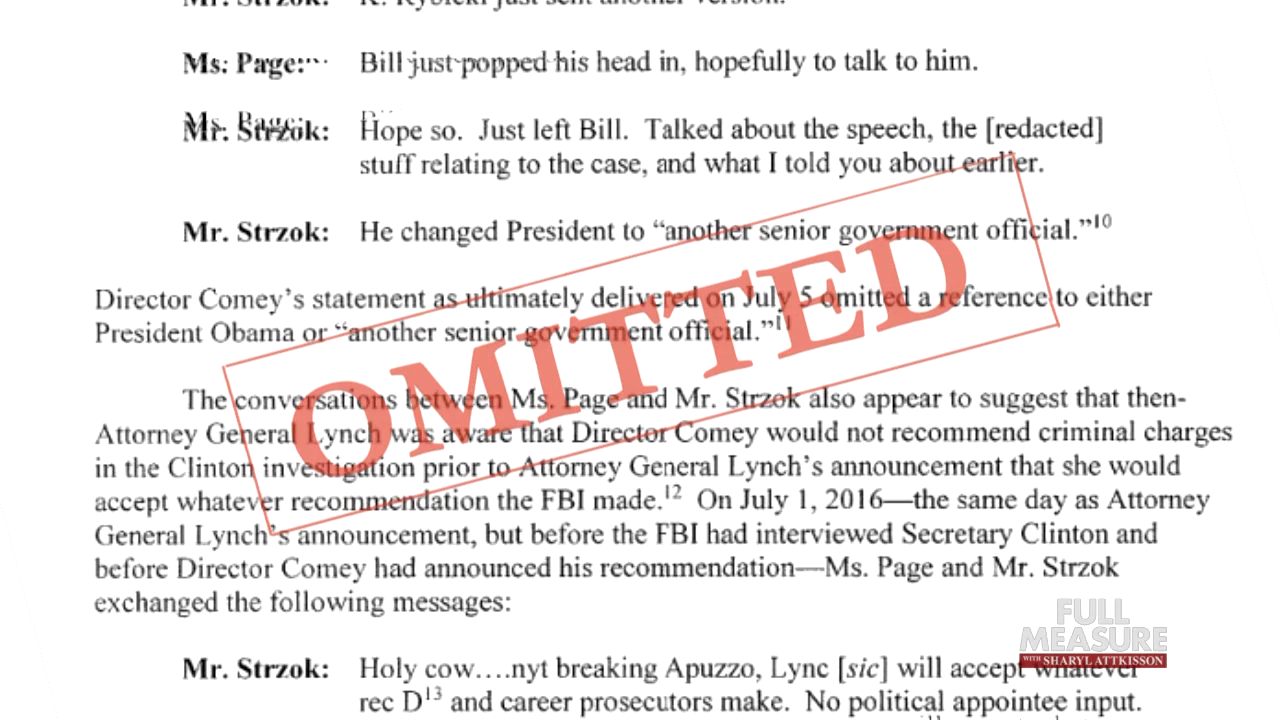 Mr. Strzok: R. Rybicki just sent another version.
Ms. Page: Bill just popped his head in, hopefully to talk to him.
Ms. Page:
Mr. Strzok: Hope so. Just left Bill. Talked about the speech, the [redacted]
stuff relating to the case, and what I told you about earlier.
Mr. Strzok: He changed President to “another senior government official.”10
Director Comey’s statement as ultimately delivered on July 5 omitted a reference to either
President Obama or “another senior government official.”11
OMITTED
The conversations between Ms. Page and Mr. Strzok also appear to suggest that then-
Attorney General Lynch was aware that Director Comey would not recommend criminal charges
in the Clinton investigation prior to Attorney General Lynch’s announcement that she would
accept whatever recommendation the FBI made.12 On July 1, 2016—the same day as Attorney
General Lynch’s announcement, but before the FBI had interviewed Secretary Clinton and
before Director Comey had announced his recommendation—Ms. Page and Mr. Strzok
exchanged the following messages:
Mr. Strzok: Holy cow….nyt breaking Apuzzo, Lync [sic] will accept whatever
rec D13 and career prosecutors make. No political appointee input.
FULL
MEASURE
WITH SHARYL ATTKISSON